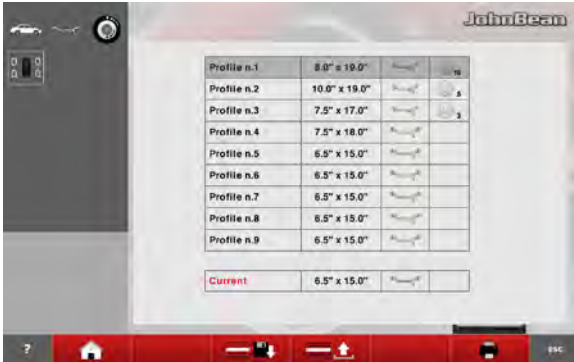 JohnBean
Profile n.1 8.0" x 19.0" 10
Profile n.2 10.0" x 19.0" 5
Profile n.3 7.5" x 17.0" 3
Profile n.4 7.5" x 18.0"
Profile n.5 6.5" x 15.0"
Profile n.6 6.5" x 15.0"
Profile n.7 6.5" x 15.0"
Profile n.8 6.5" x 15.0"
Profile n.9 6.5" x 15.0"
Current 6.5" x 15.0"
? esc